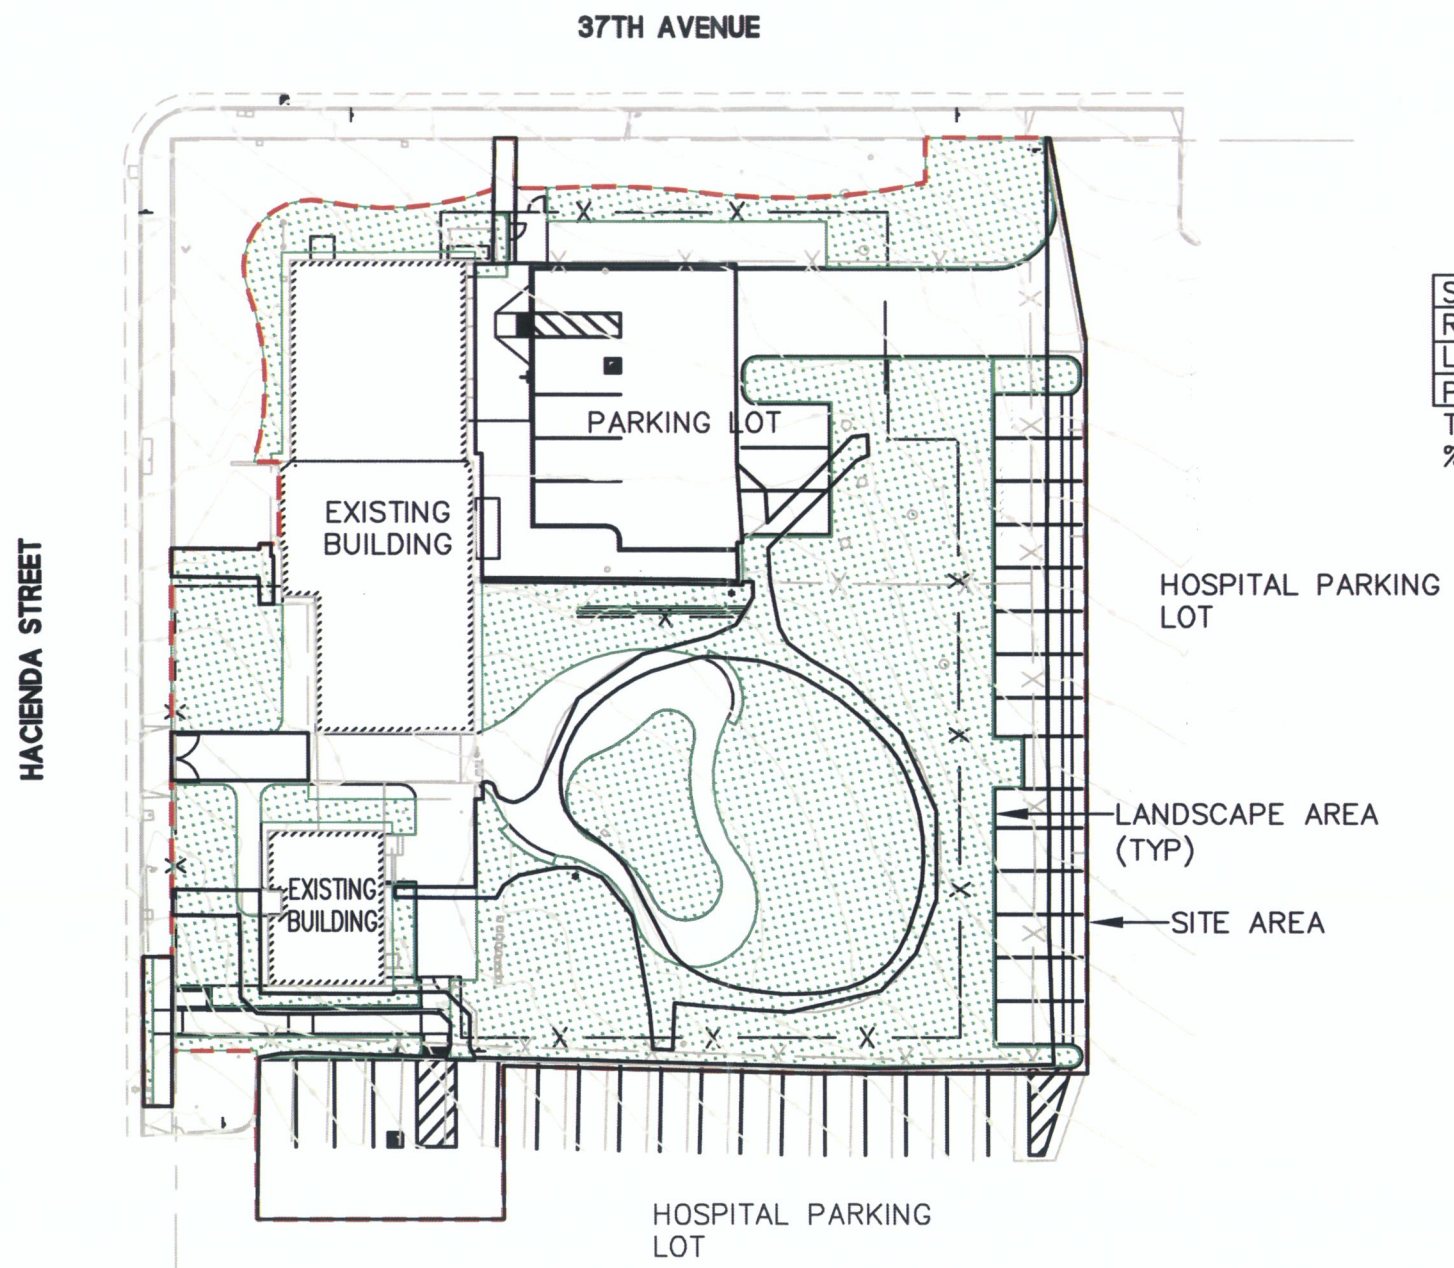 37TH AVENUE
S
R
L
P
T
%
PARKING LOT
EXISTING
BUILDING
HACIENDA STREET
HOSPITAL PARKING
LOT
LANDSCAPE AREA
(TYP)
EXISTING
BUILDING
SITE AREA
HOSPITAL PARKING
LOT